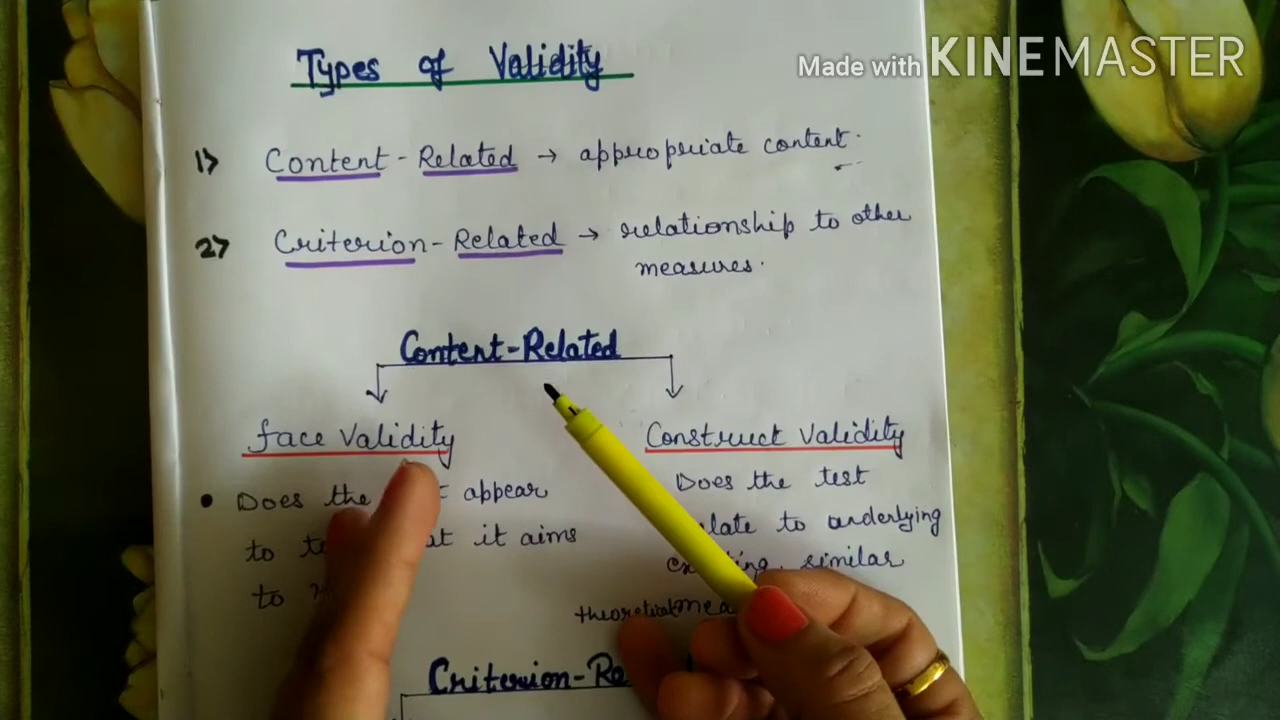 Made with KINEMASTER
Types of Validity
1) Content-Related → appropriate content.
2) Criterion-Related → relationship to other
measures.
Content-Related
face Validity
Construct Validity
• Does the appear
to it aims
to
Does the test
to underlying
similar
theoretical
Criterion-